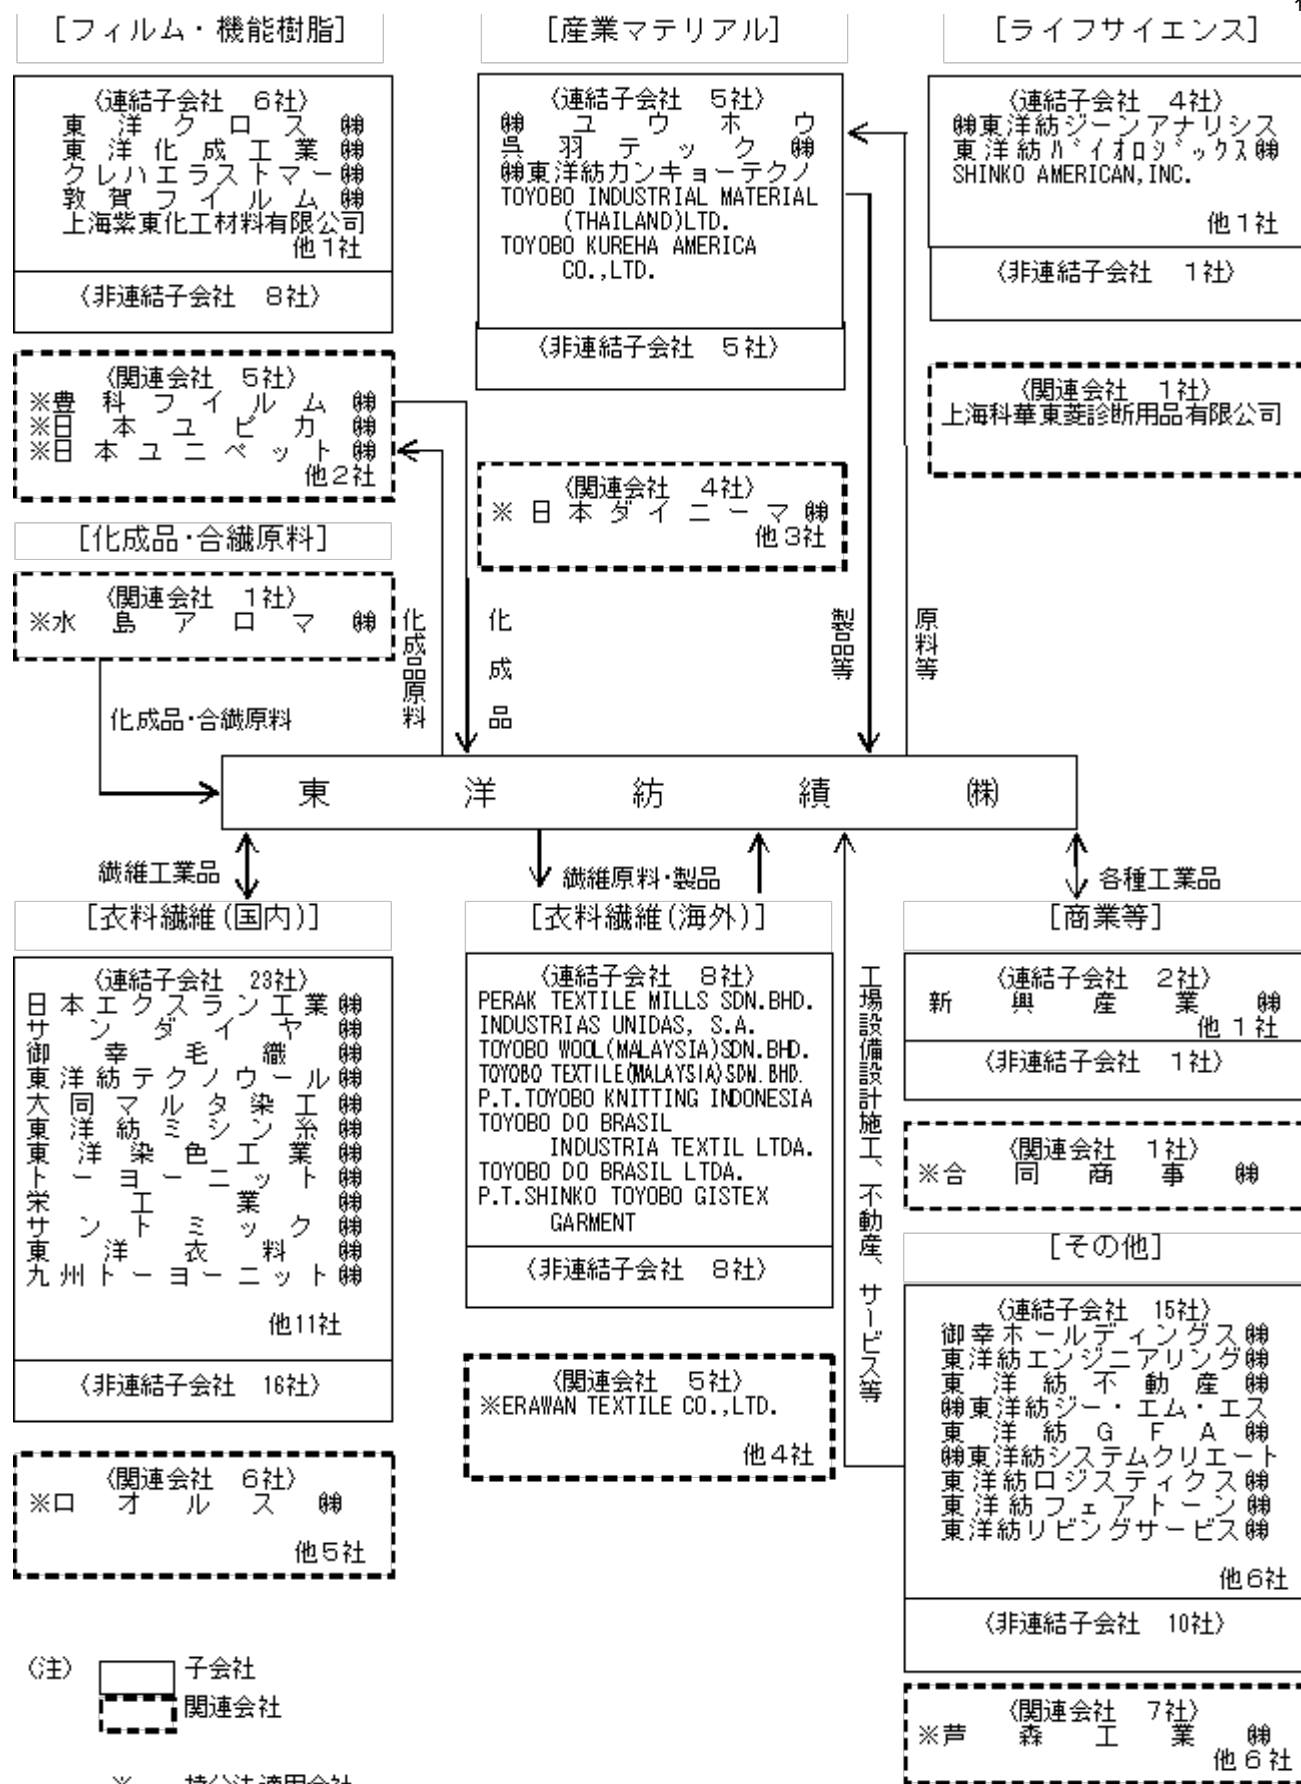 1
[フィルム・機能樹脂]
〈連結子会社　6社〉
東洋クロス㈱
東洋化成工業㈱
クレハエラストマー㈱
敦賀フイルム㈱
上海紫東化工材料有限公司
他1社
〈非連結子会社　8社〉
〈関連会社　5社〉
※豊科フイルム㈱
※日本ユピカ㈱
※日本ユニペット㈱
他2社
[化成品・合繊原料]
〈関連会社　1社〉
※水島アロマ㈱
化成品・合繊原料
化成品原料
化成品
[産業マテリアル]
〈連結子会社　5社〉
㈱ユウホウ
呉羽テック㈱
㈱東洋紡カンキョーテクノ
TOYOBO INDUSTRIAL MATERIAL
(THAILAND)LTD.
TOYOBO KUREHA AMERICA
CO.,LTD.
〈非連結子会社　5社〉
〈関連会社　4社〉
※日本ダイニーマ㈱
他3社
製品等
原料等
[ライフサイエンス]
〈連結子会社　4社〉
㈱東洋紡ジーンアナリシス
東洋紡バイオロジックス㈱
SHINKO AMERICAN,INC.
他1社
〈非連結子会社　1社〉
〈関連会社　1社〉
上海科華東菱診断用品有限公司
東洋紡績㈱
繊維工業品
繊維原料・製品
各種工業品
[衣料繊維(国内)]
〈連結子会社　23社〉
日本エクスラン工業㈱
サンダイヤ㈱
御幸毛織㈱
東洋紡テクノウール㈱
大同マルタ染工㈱
東洋紡ミシン糸㈱
東洋染色工業㈱
トーヨーニット㈱
栄工業㈱
サントミック㈱
東洋衣料㈱
九州トーヨーニット㈱
他11社
〈非連結子会社　16社〉
〈関連会社　6社〉
※ロオルス㈱
他5社
[衣料繊維(海外)]
〈連結子会社　8社〉
PERAK TEXTILE MILLS SDN.BHD.
INDUSTRIAS UNIDAS, S.A.
TOYOBO WOOL(MALAYSIA)SDN.BHD.
TOYOBO TEXTILE(MALAYSIA)SDN.BHD.
P.T.TOYOBO KNITTING INDONESIA
TOYOBO DO BRASIL
INDUSTRIA TEXTIL LTDA.
TOYOBO DO BRASIL LTDA.
P.T.SHINKO TOYOBO GISTEX
GARMENT
〈非連結子会社　8社〉
〈関連会社　5社〉
※ERAWAN TEXTILE CO.,LTD.
他4社
工場設備設計施工、不動産、サービス等
[商業等]
〈連結子会社　2社〉
新興産業㈱
他1社
〈非連結子会社　1社〉
〈関連会社　1社〉
※合同商事㈱
[その他]
〈連結子会社　15社〉
御幸ホールディングス㈱
東洋紡エンジニアリング㈱
東洋紡不動産㈱
㈱東洋紡ジー・エム・エス
東洋紡GFA㈱
㈱東洋紡システムクリエート
東洋紡ロジスティクス㈱
東洋紡フェアトーン㈱
東洋紡リビングサービス㈱
他6社
〈非連結子会社　10社〉
〈関連会社　7社〉
※芦森工業㈱
他6社
〈注〉
子会社
関連会社
※　持分法適用会社